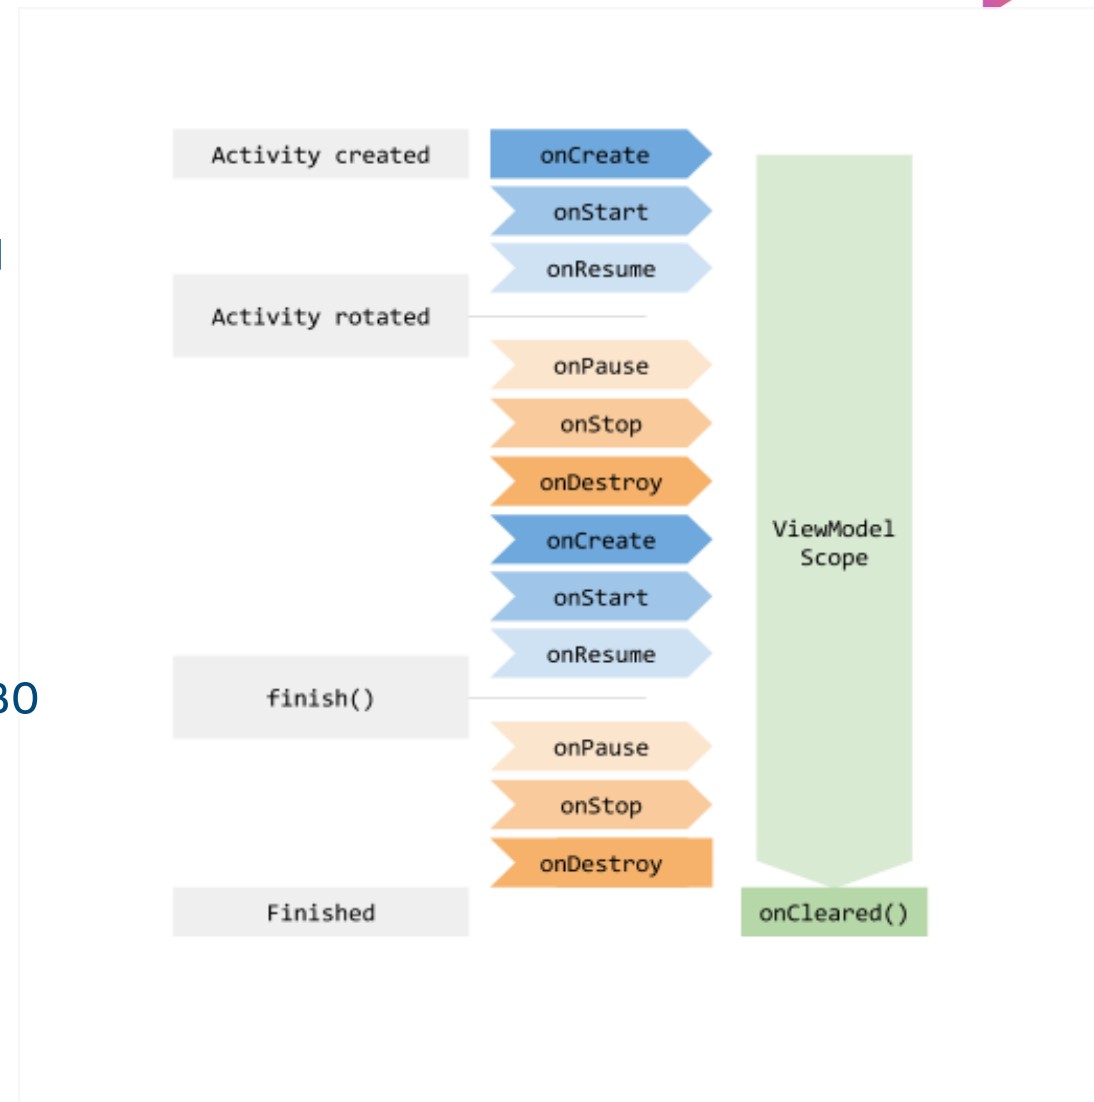 Activity created
onCreate
onStart
onResume
Activity rotated
onPause
onStop
onDestroy
onCreate
onStart
onResume
finish()
onPause
onStop
onDestroy
Finished
ViewModel
Scope
onCleared()
30